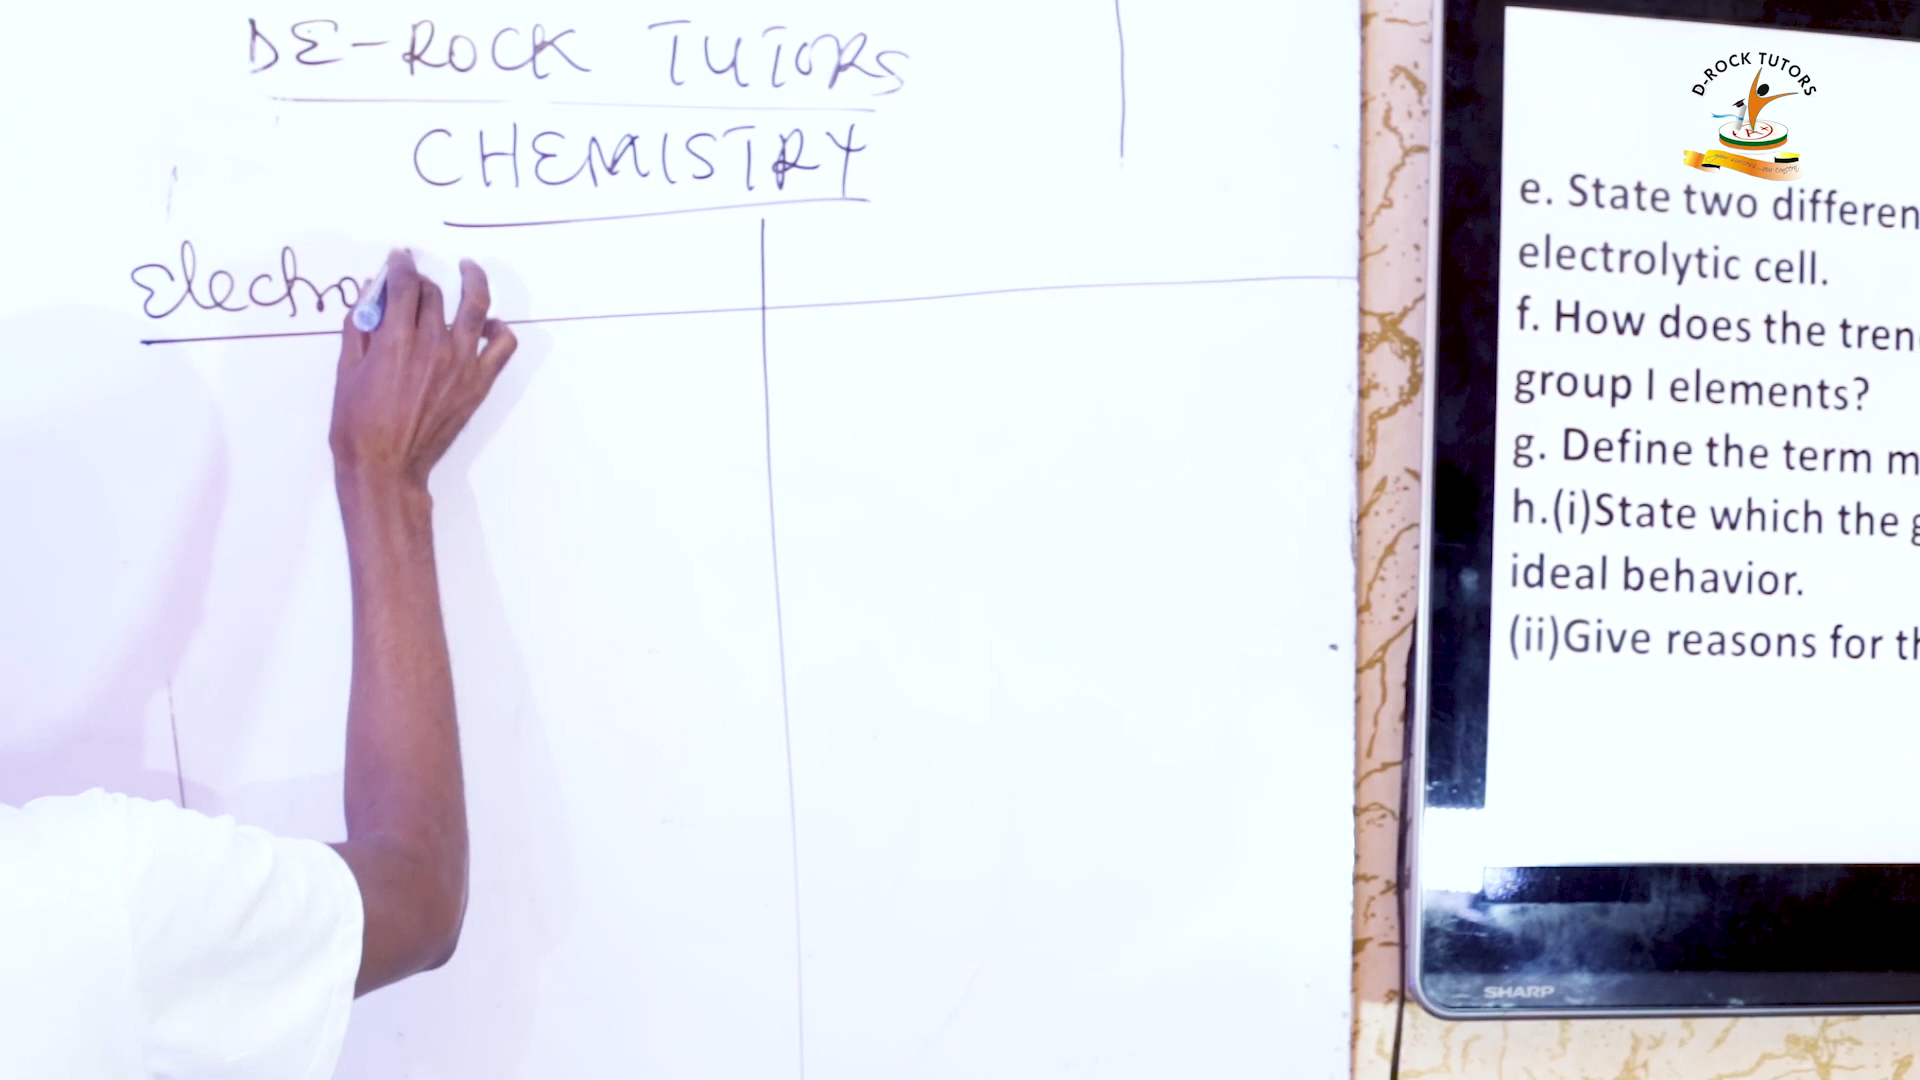 DE-ROCK TUTORS
CHEMISTRY
Electro
D-ROCK TUTORS
A+
e. State two differen
electrolytic cell.
f. How does the tren
group I elements?
g. Define the term m
h.(i)State which the g
ideal behavior.
(ii)Give reasons for th
SHARP